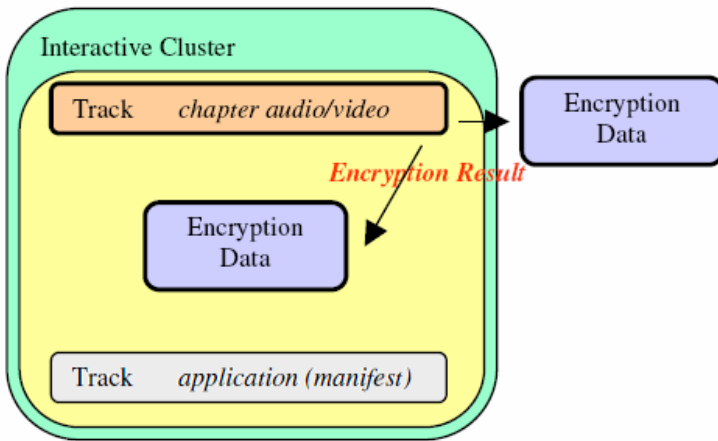 Interactive Cluster
Track chapter audio/video
Encryption
Data
Encryption Result
Encryption
Data
Track application (manifest)